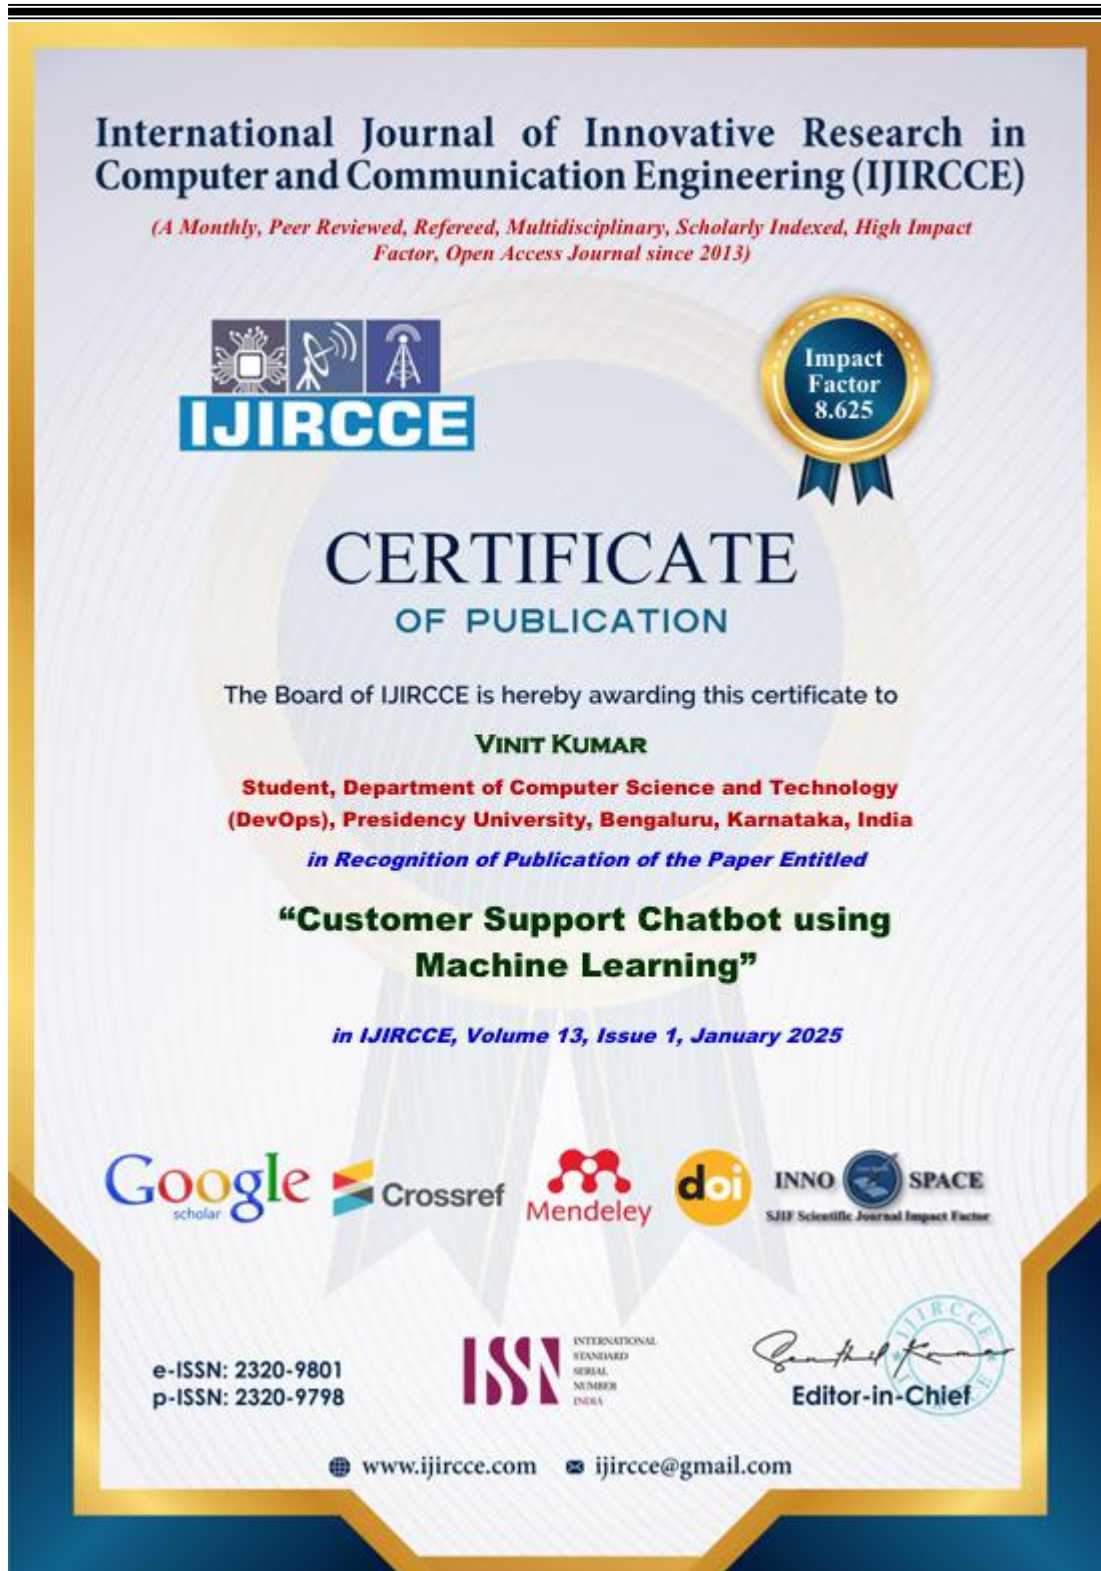 International Journal of Innovative Research in
Computer and Communication Engineering (IJIRCCE)
(A Monthly, Peer Reviewed, Refereed, Multidisciplinary, Scholarly Indexed, High Impact
Factor, Open Access Journal since 2013)
IJIRCCE
Impact
Factor
8.625
CERTIFICATE
OF PUBLICATION
The Board of IJIRCCE is hereby awarding this certificate to
VINIT KUMAR
Student, Department of Computer Science and Technology
(DevOps), Presidency University, Bengaluru, Karnataka, India
in Recognition of Publication of the Paper Entitled
“Customer Support Chatbot using
Machine Learning”
in IJIRCCE, Volume 13, Issue 1, January 2025
Google
scholar
Crossref
Mendeley
doi
INNO SPACE
SJIF Scientific Journal Impact Factor
e-ISSN: 2320-9801
p-ISSN: 2320-9798
ISSN
INTERNATIONAL
STANDARD
SERIAL
NUMBER
INDIA
Senthil Kumar
IJIRCCE
Editor-in-Chief
www.ijircce.com ijircce@gmail.com